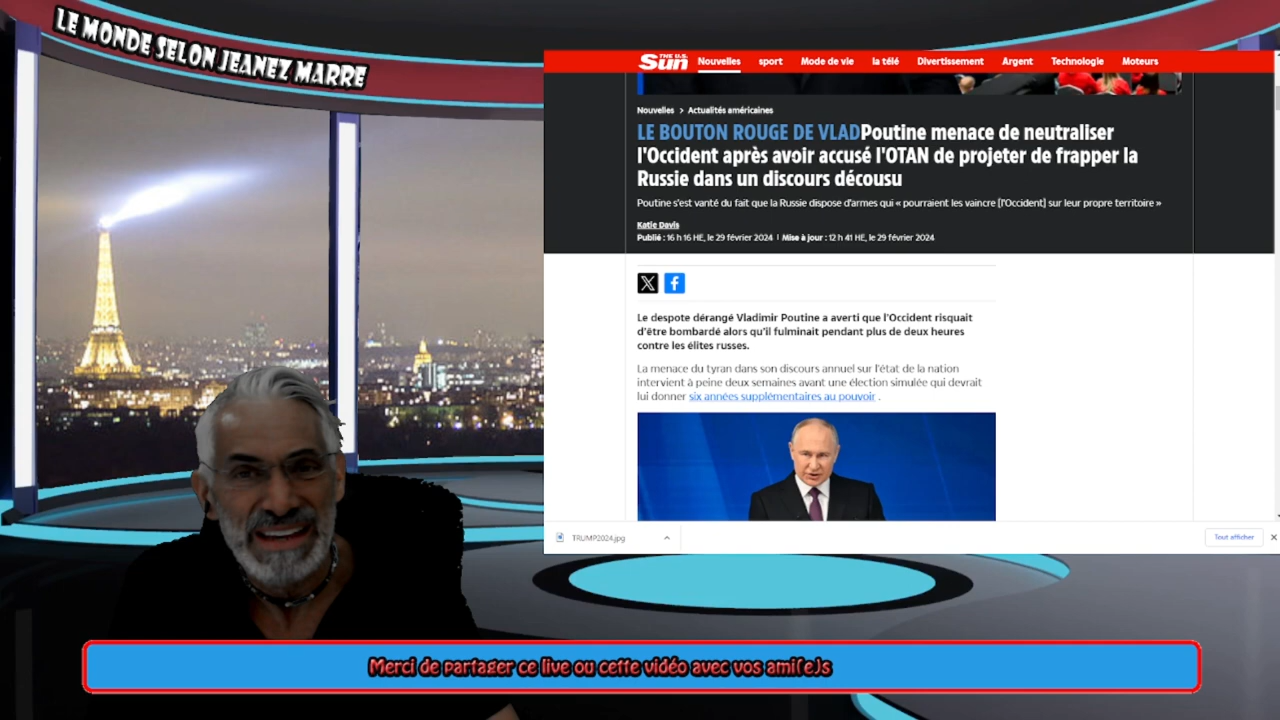 LE MONDE SELON JEANEZ MARRE
THE U.S. Sun Nouvelles sport Mode de vie la télé Divertissement Argent Technologie Moteurs
Nouvelles > Actualités américaines
LE BOUTON ROUGE DE VLADPoutine menace de neutraliser
l'Occident après avoir accusé l'OTAN de projeter de frapper la
Russie dans un discours décousu
Poutine s'est vanté du fait que la Russie dispose d'armes qui « pourraient les vaincre [l'Occident] sur leur propre territoire »
Katie Davis
Publié : 16 h 16 HE, le 29 février 2024 | Mise à jour : 12 h 41 HE, le 29 février 2024
Le despote dérangé Vladimir Poutine a averti que l'Occident risquait
d'être bombardé alors qu'il fulminait pendant plus de deux heures
contre les élites russes.
La menace du tyran dans son discours annuel sur l'état de la nation
intervient à peine deux semaines avant une élection simulée qui devrait
lui donner six années supplémentaires au pouvoir .
TRUMP2024.jpg
Tout afficher
Merci de partager ce live ou cette vidéo avec vos ami(e)s